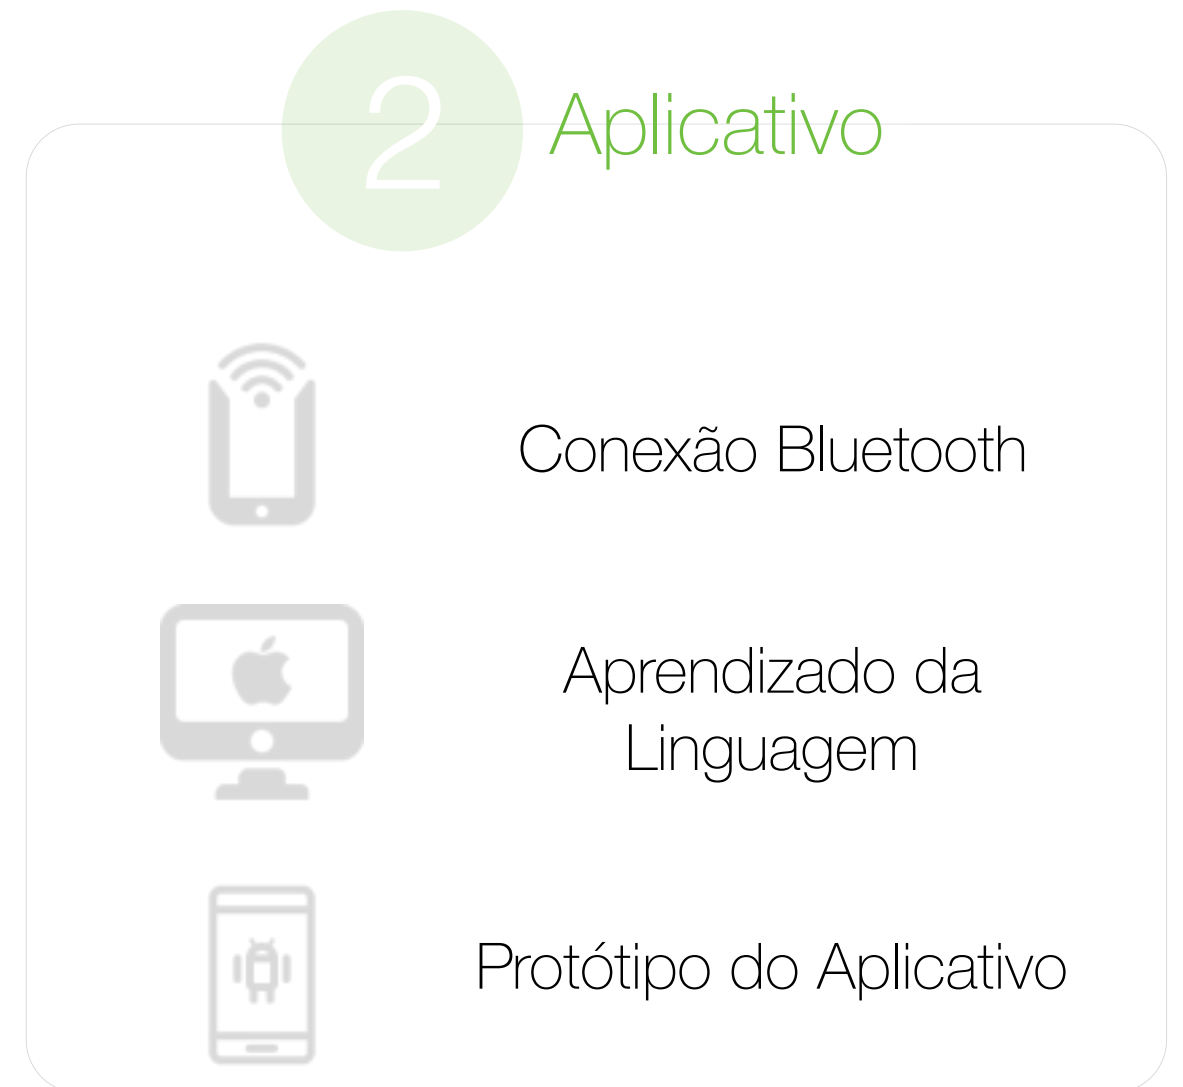 2 Aplicativo
Conexão Bluetooth
Aprendizado da
Linguagem
Protótipo do Aplicativo